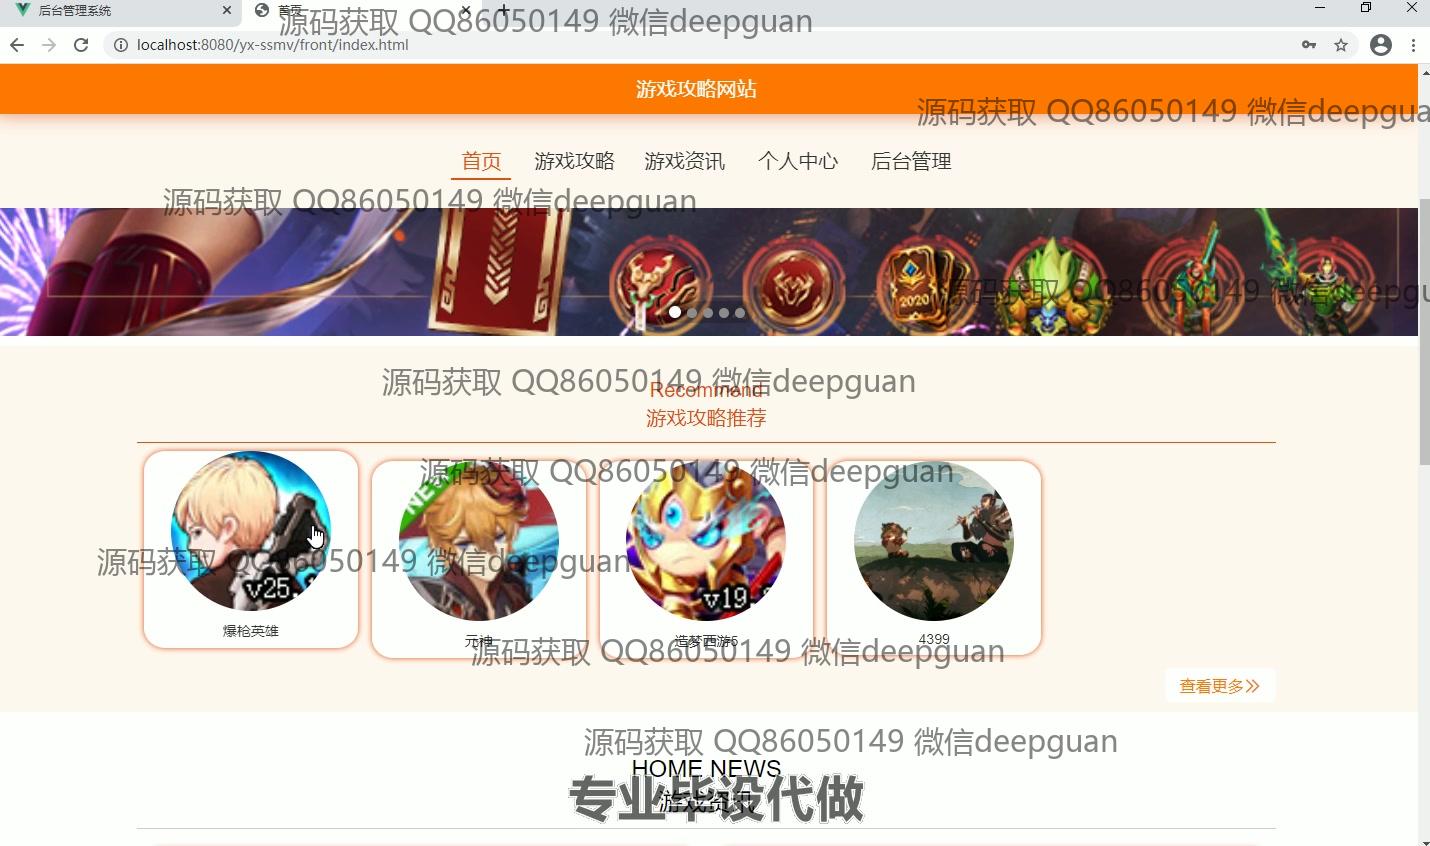 后台管理系统
首页
源码获取 QQ86050149 微信deepguan
localhost:8080/yx-ssmv/front/index.html
游戏攻略网站
源码获取 QQ86050149 微信deepgua
首页 游戏攻略 游戏资讯 个人中心 后台管理
源码获取 QQ86050149 微信deepguan
2020
源码获取 QQ86050149 微信deepgu
源码获取 QQ86050149 微信deepguan
Recommend
游戏攻略推荐
源码获取 QQ86050149 微信deepguan
NEW
v25.
v19.
源码获取 QQ86050149 微信deepguan
爆枪英雄
元神
造梦西游5
4399
源码获取 QQ86050149 微信deepguan
查看更多
源码获取 QQ86050149 微信deepguan
HOME NEWS
游戏资讯
专业毕设代做